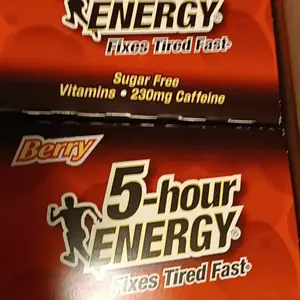 ENERGY®
Fixes Tired Fast®
Sugar Free
Vitamins • 230mg Caffeine
Berry
5-hour
ENERGY®
Fixes Tired Fast®